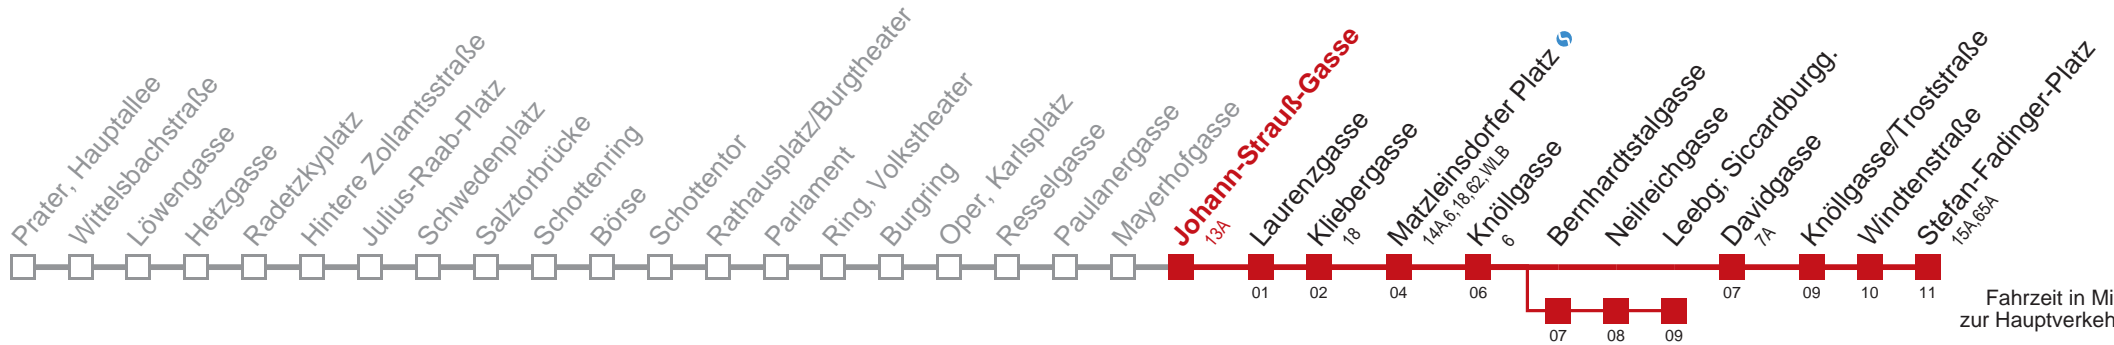 Prater, Hauptallee
Wittelsbachstraße
Löwengasse
Hetzgasse
Radetzkyplatz
Hintere Zollamtsstraße
Julius-Raab-Platz
Schwedenplatz
Salztorbrücke
Schottenring
Börse
Schottentor
Rathausplatz/Burgtheater
Parlament
Ring, Volkstheater
Burgring
Oper, Karlsplatz
Resselgasse
Paulanergasse
Mayerhofgasse
Johann-Strauß-Gasse
13A
Laurenzgasse
Kliebergasse
18
Matzleinsdorfer Platz
14A, 6, 18, 62, WLB
Knöllgasse
6
Bernhardtstalgasse
Neilreichgasse
Leebg; Siccardburgg.
Davidgasse
7A
Knöllgasse/Troststraße
Windtenstraße
Stefan-Fadinger-Platz
15A,65A
01 02 04 06 07 09 10 11
07 08 09
Fahrzeit in Mi
zur Hauptverkeh